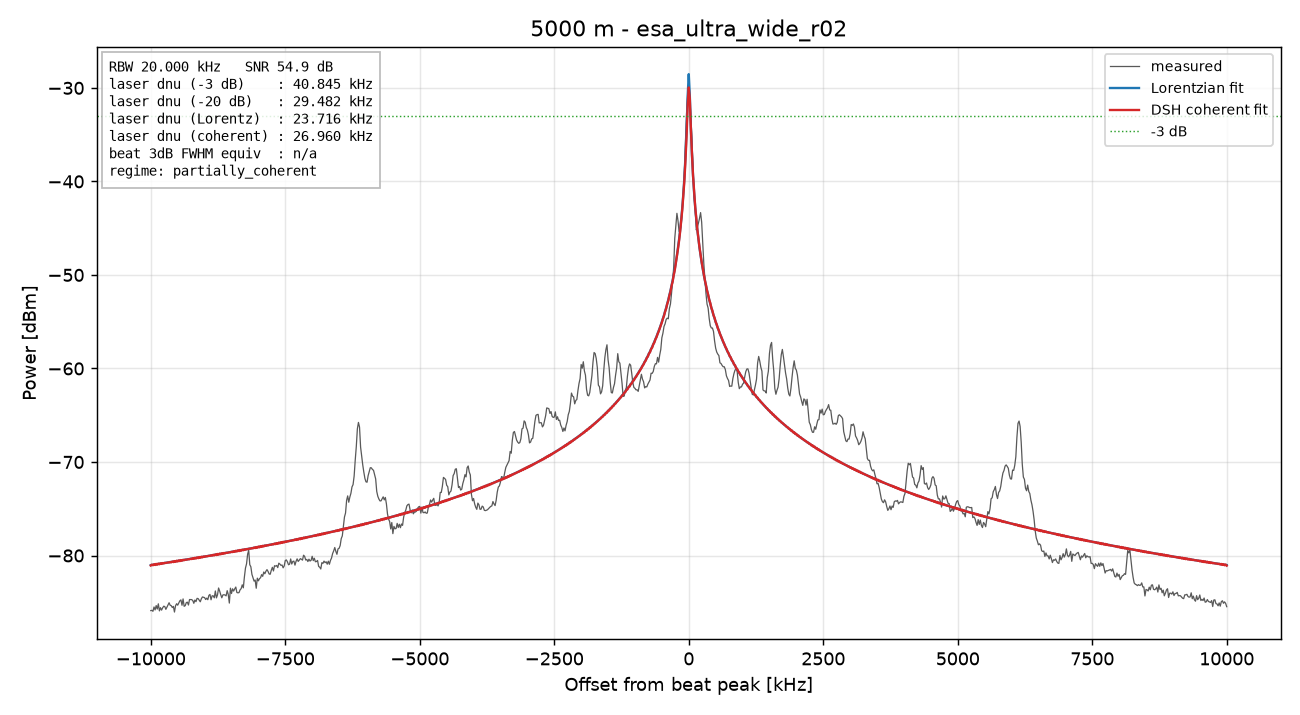 5000 m - esa_ultra_wide_r02
RBW 20.000 kHz   SNR 54.9 dB
laser dnu (-3 dB)    : 40.845 kHz
laser dnu (-20 dB)   : 29.482 kHz
laser dnu (Lorentz)  : 23.716 kHz
laser dnu (coherent) : 26.960 kHz
beat 3dB FWHM equiv  : n/a
regime: partially_coherent
measured
Lorentzian fit
DSH coherent fit
-3 dB
Power [dBm]
−30
−40
−50
−60
−70
−80
−10000
−7500
−5000
−2500
0
2500
5000
7500
10000
Offset from beat peak [kHz]